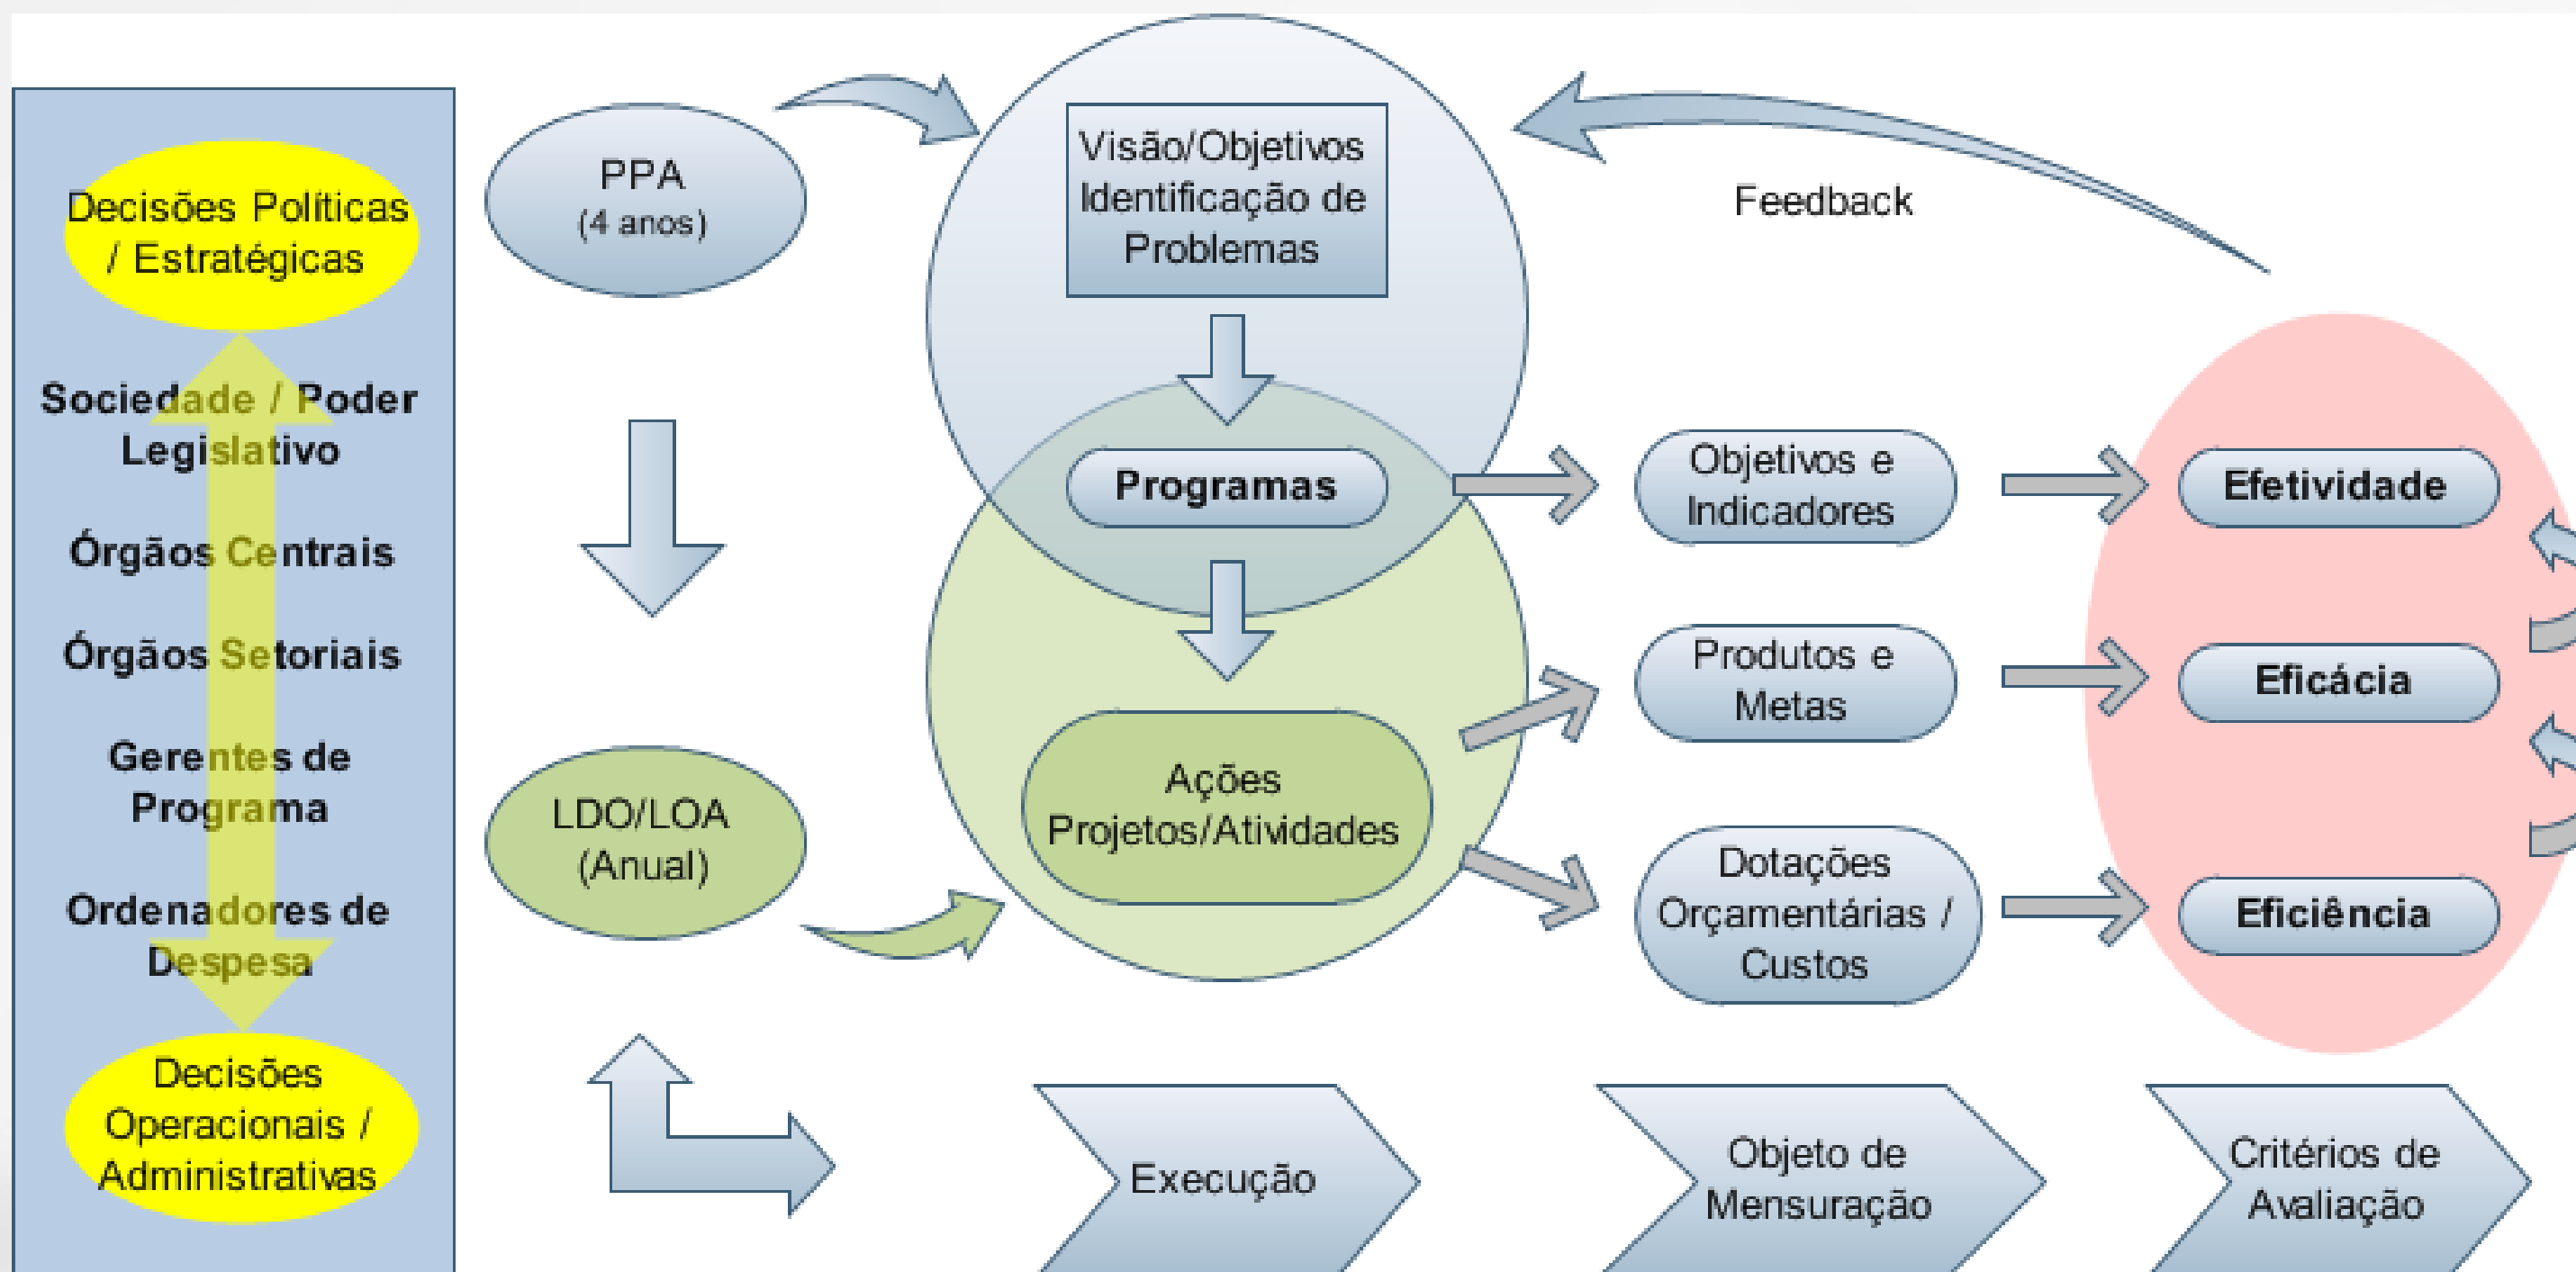 Decisões Políticas
/ Estratégicas
Sociedade / Poder
Legislativo
Órgãos Centrais
Órgãos Setoriais
Gerentes de
Programa
Ordenadores de
Despesa
Decisões
Operacionais /
Administrativas
PPA
(4 anos)
LDO/LOA
(Anual)
Visão/Objetivos
Identificação de
Problemas
Programas
Ações
Projetos/Atividades
Feedback
Objetivos e
Indicadores
Produtos e
Metas
Dotações
Orçamentárias /
Custos
Efetividade
Eficácia
Eficiência
Execução
Objeto de
Mensuração
Critérios de
Avaliação